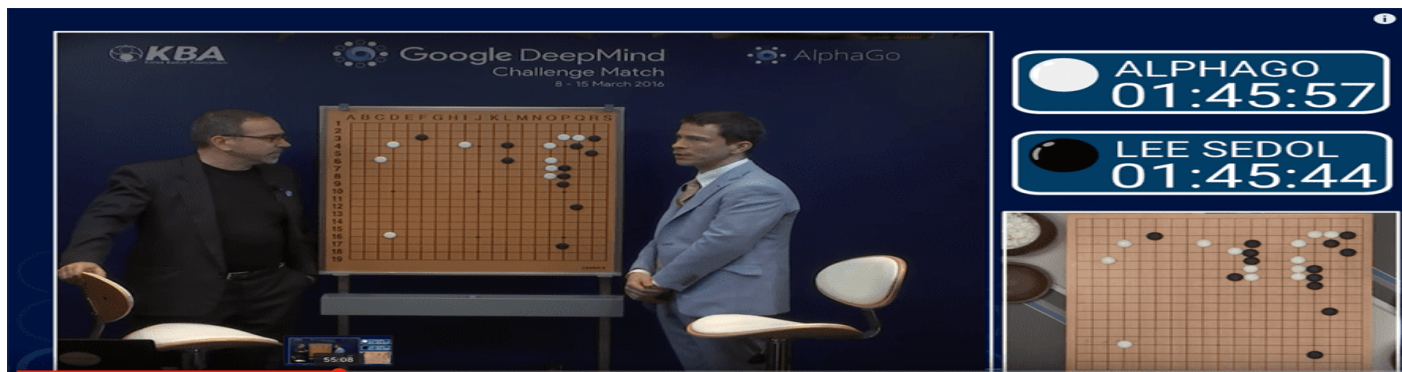 KBA
Google DeepMind
Challenge Match
8 - 15 March 2016
AlphaGo
A B C D E F G H I J K L M N O P Q R S
1
2
3
4
5
6
7
8
9
10
11
12
13
14
15
16
17
18
19
55:08
ALPHAGO
01:45:57
LEE SEDOL
01:45:44